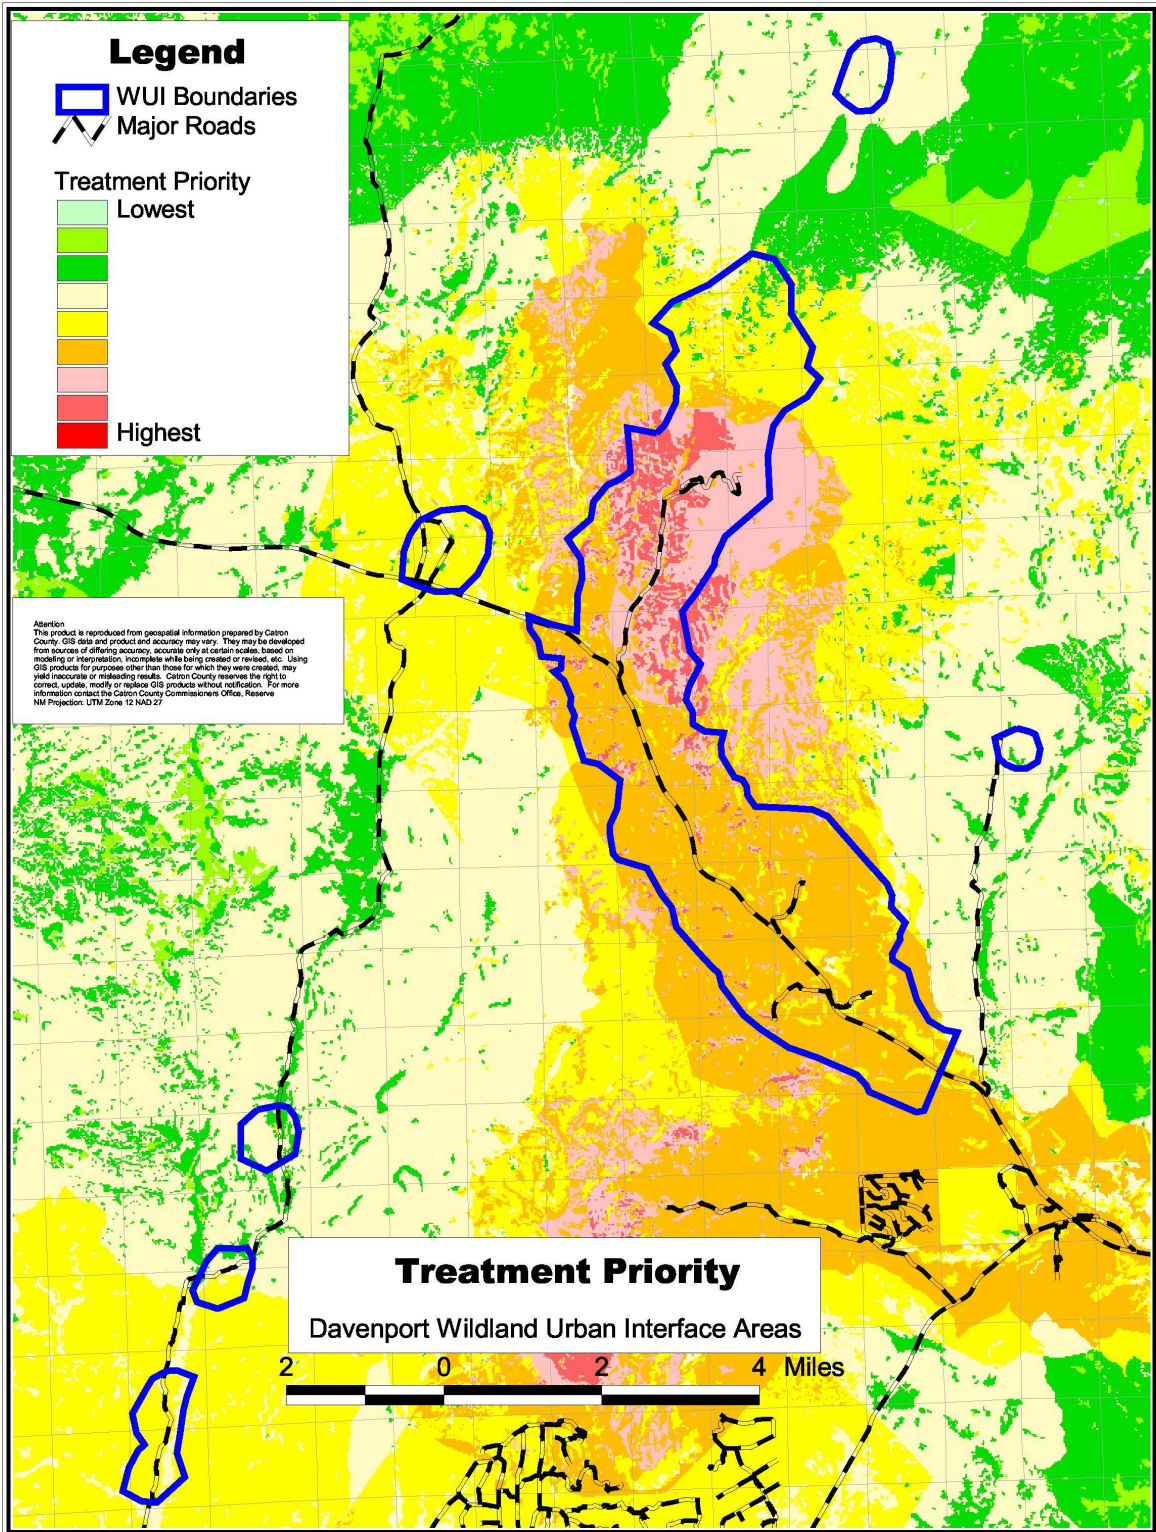 Legend
WUI Boundaries
Major Roads
Treatment Priority
Lowest
Highest
Attention
This product is reproduced from geospatial information prepared by Catron
County. GIS data and product and accuracy may vary. They may be developed
from sources of differing accuracy, accurate only at certain scales, based on
modeling or interpretation, incomplete while being created or revised, etc. Using
GIS products for purposes other than those for which they were created, may
yield inaccurate or misleading results. Catron County reserves the right to
correct, update, modify or replace GIS products without notification. For more
information contact the Catron County Commissioners Office, Reserve
NM Projection: UTM Zone 12 NAD 27
Treatment Priority
Davenport Wildland Urban Interface Areas
2 0 2 4 Miles